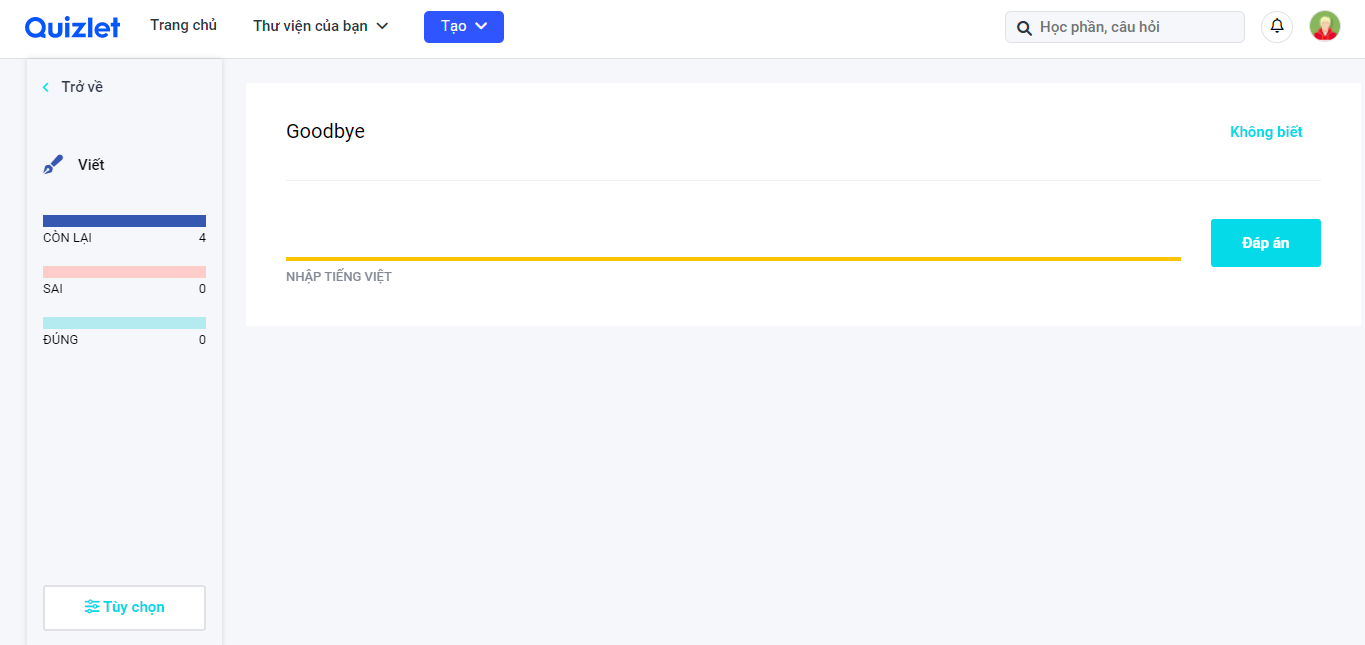 Quizlet
Trang chủ
Thư viện của bạn
Tạo
Học phần, câu hỏi
Trở về
Viết
CÒN LẠI 4
SAI 0
ĐÚNG 0
Tùy chọn
Goodbye
Không biết
Đáp án
NHẬP TIẾNG VIỆT